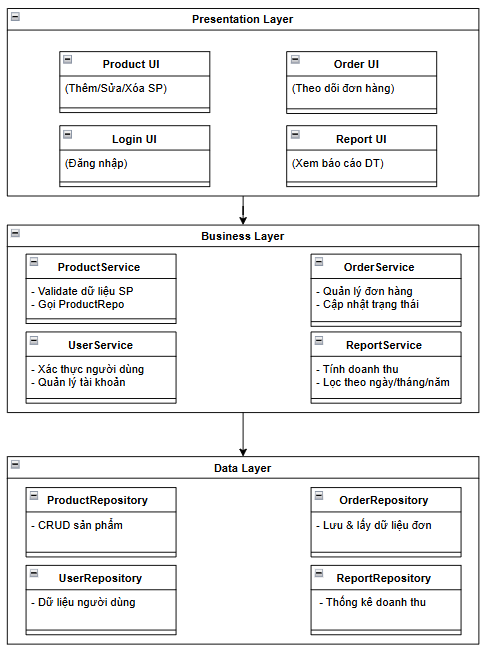 Presentation Layer
Product UI
(Thêm/Sửa/Xóa SP)
Order UI
(Theo dõi đơn hàng)
Login UI
(Đăng nhập)
Report UI
(Xem báo cáo DT)
Business Layer
ProductService
- Validate dữ liệu SP
- Gọi ProductRepo
OrderService
- Quản lý đơn hàng
- Cập nhật trạng thái
UserService
- Xác thực người dùng
- Quản lý tài khoản
ReportService
- Tính doanh thu
- Lọc theo ngày/tháng/năm
Data Layer
ProductRepository
- CRUD sản phẩm
OrderRepository
- Lưu & lấy dữ liệu đơn
UserRepository
- Dữ liệu người dùng
ReportRepository
- Thống kê doanh thu